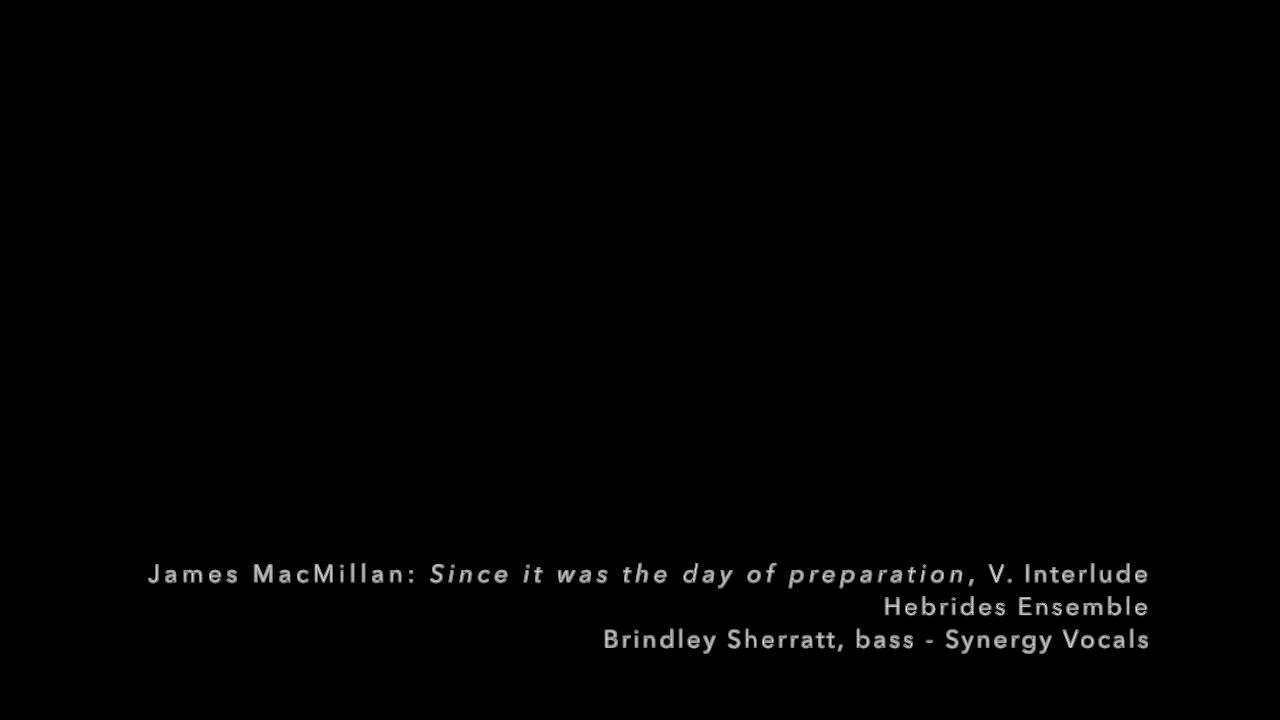 James MacMillan: Since it was the day of preparation, V. Interlude
Hebrides Ensemble
Brindley Sherratt, bass - Synergy Vocals